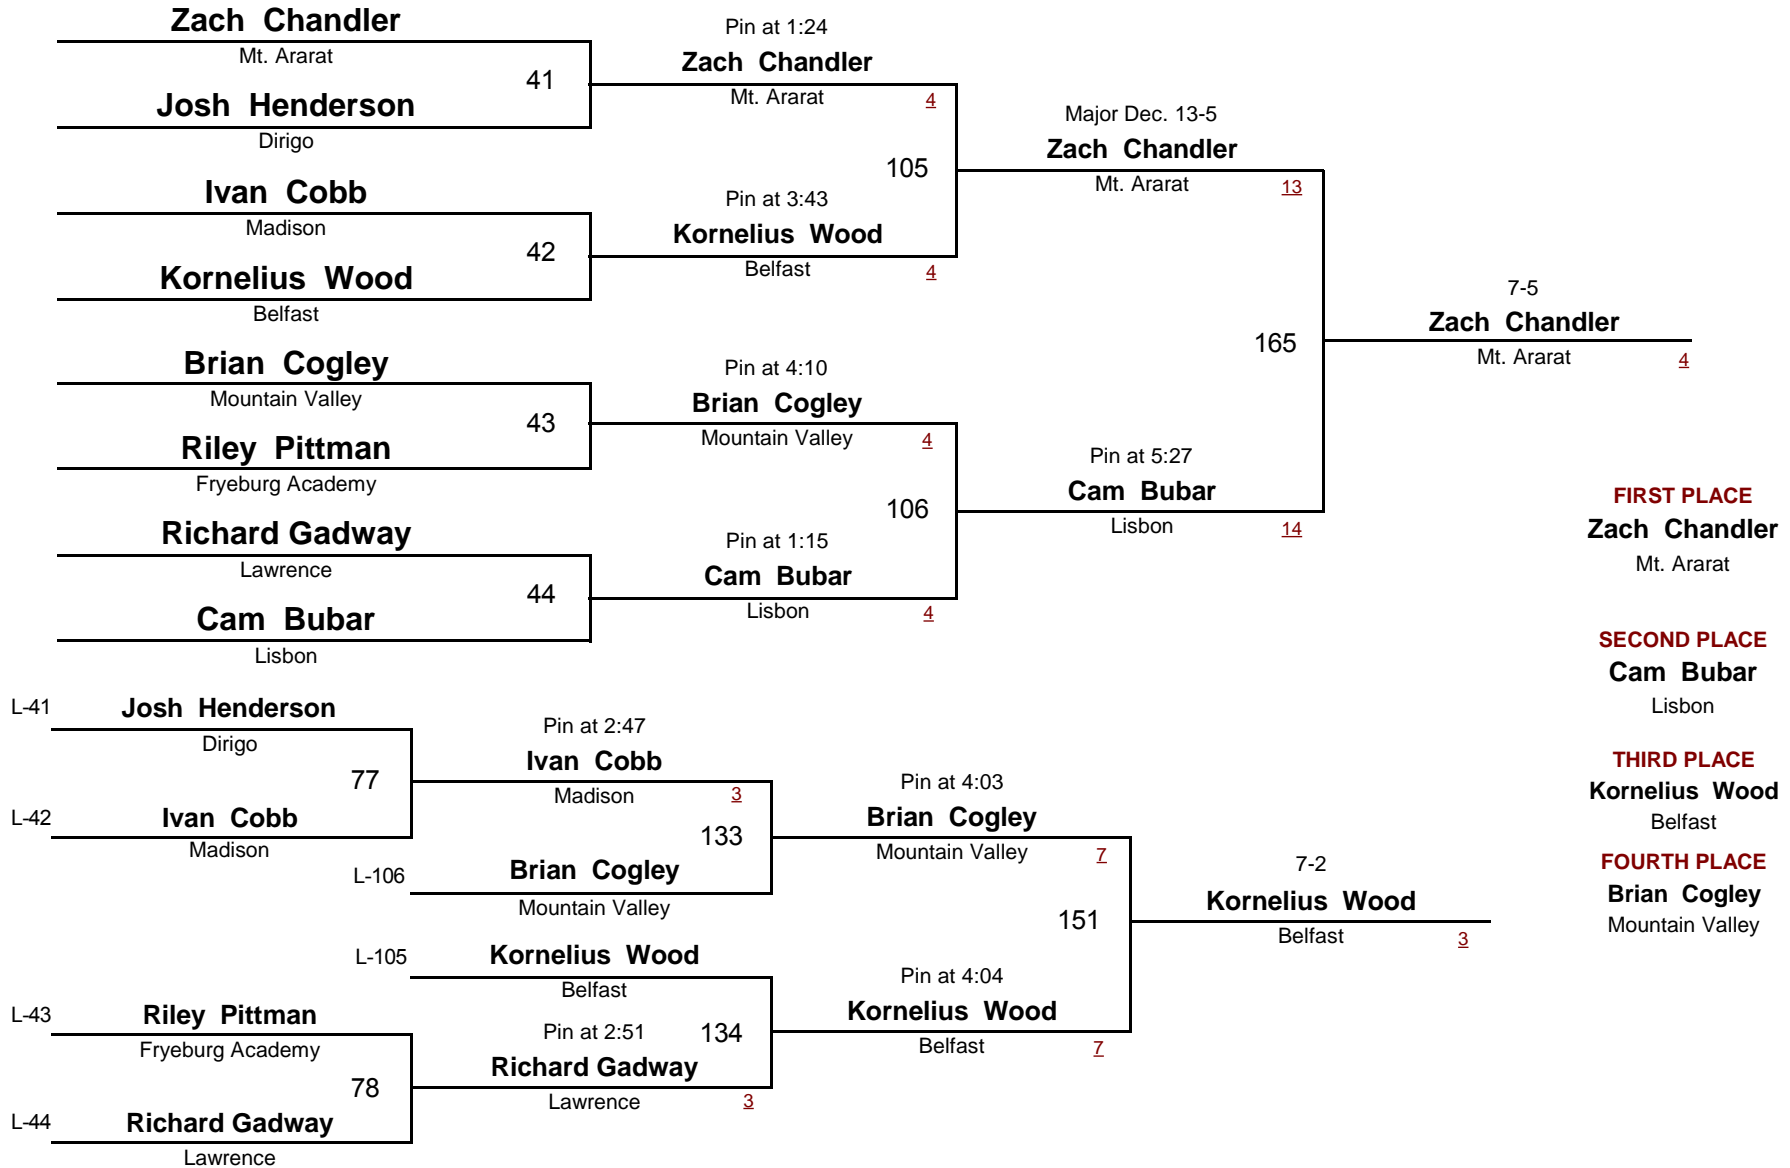 Zach Chandler
Mt. Ararat
41
Josh Henderson
Dirigo
Ivan Cobb
Madison
42
Kornelius Wood
Belfast
Brian Cogley
Mountain Valley
43
Riley Pittman
Fryeburg Academy
Richard Gadway
Lawrence
44
Cam Bubar
Lisbon
Pin at 1:24
Zach Chandler
Mt. Ararat 4
105
Pin at 3:43
Kornelius Wood
Belfast 4
Pin at 4:10
Brian Cogley
Mountain Valley 4
106
Pin at 1:15
Cam Bubar
Lisbon 4
Major Dec. 13-5
Zach Chandler
Mt. Ararat 13
165
Pin at 5:27
Cam Bubar
Lisbon 14
7-5
Zach Chandler
Mt. Ararat 4
FIRST PLACE
Zach Chandler
Mt. Ararat
SECOND PLACE
Cam Bubar
Lisbon
THIRD PLACE
Kornelius Wood
Belfast
FOURTH PLACE
Brian Cogley
Mountain Valley
L-41 Josh Henderson
Dirigo
77
L-42 Ivan Cobb
Madison
Pin at 2:47
Ivan Cobb
Madison 3
133
L-106 Brian Cogley
Mountain Valley
L-105 Kornelius Wood
Belfast
134
L-43 Riley Pittman
Fryeburg Academy
78
L-44 Richard Gadway
Lawrence
Pin at 2:51
Richard Gadway
Lawrence 3
Pin at 4:03
Brian Cogley
Mountain Valley 7
151
Pin at 4:04
Kornelius Wood
Belfast 7
7-2
Kornelius Wood
Belfast 3